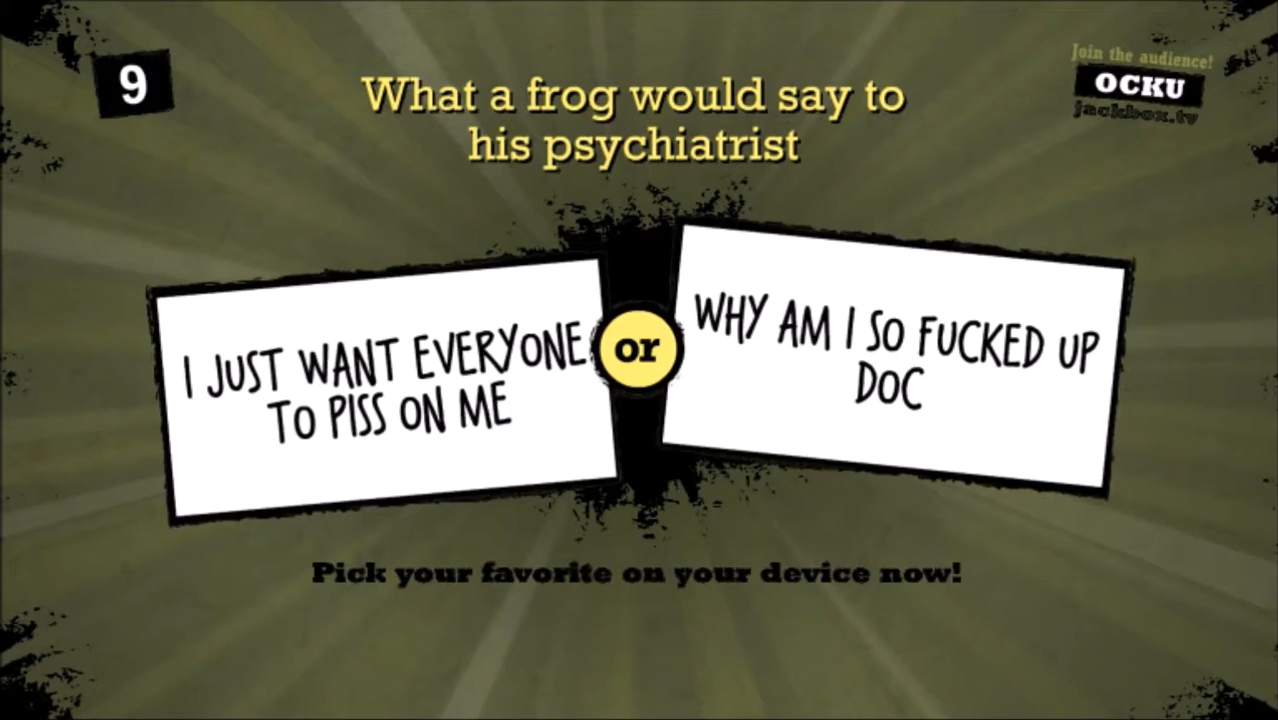 9
Join the audience!
OCKU
jackbox.tv
What a frog would say to
his psychiatrist
I JUST WANT EVERYONE
TO PISS ON ME
or
WHY AM I SO FUCKED UP
DOC
Pick your favorite on your device now!